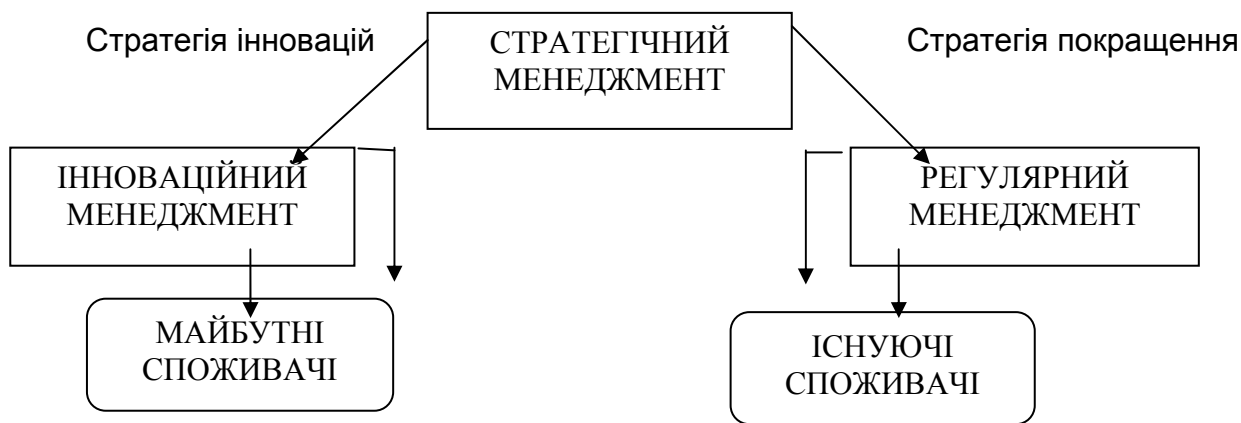 Стратегія інновацій
СТРАТЕГІЧНИЙ
МЕНЕДЖМЕНТ
Стратегія покращення
ІННОВАЦІЙНИЙ
МЕНЕДЖМЕНТ
РЕГУЛЯРНИЙ
МЕНЕДЖМЕНТ
МАЙБУТНІ
СПОЖИВАЧІ
ІСНУЮЧІ
СПОЖИВАЧІ